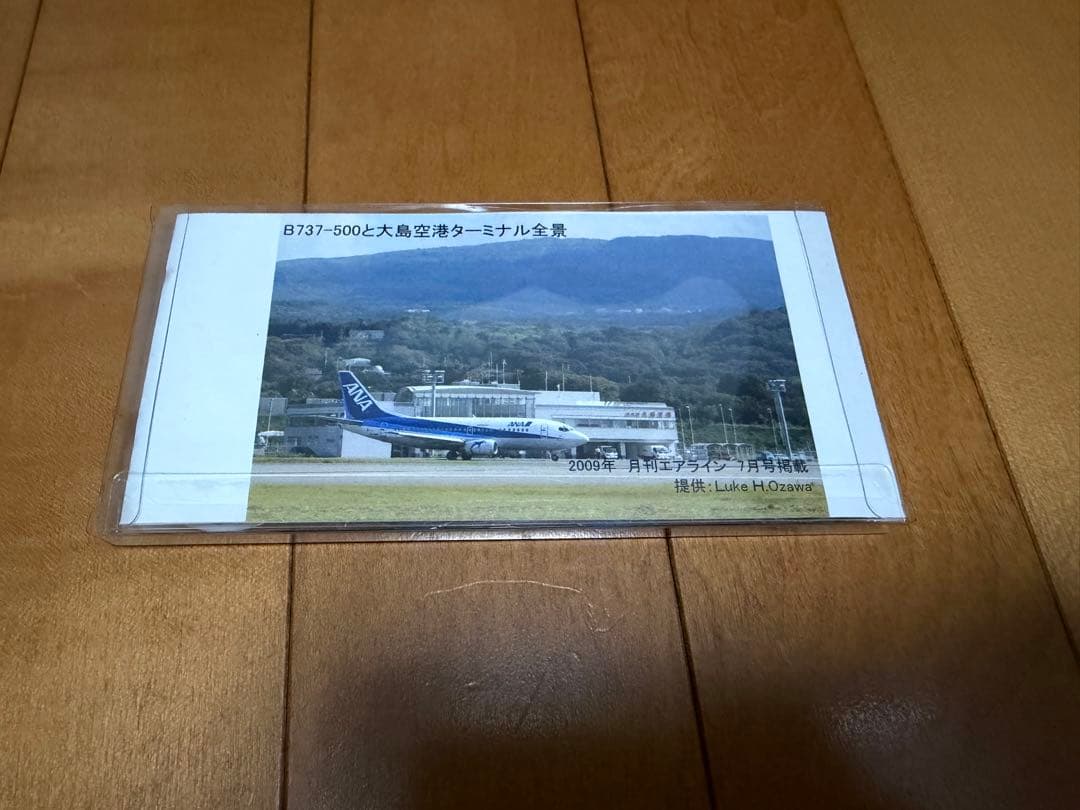 B737-500と大島空港ターミナル全景
ANA
ANA
2009年 月刊エアライン 7月号掲載
提供：Luke H.Ozawa